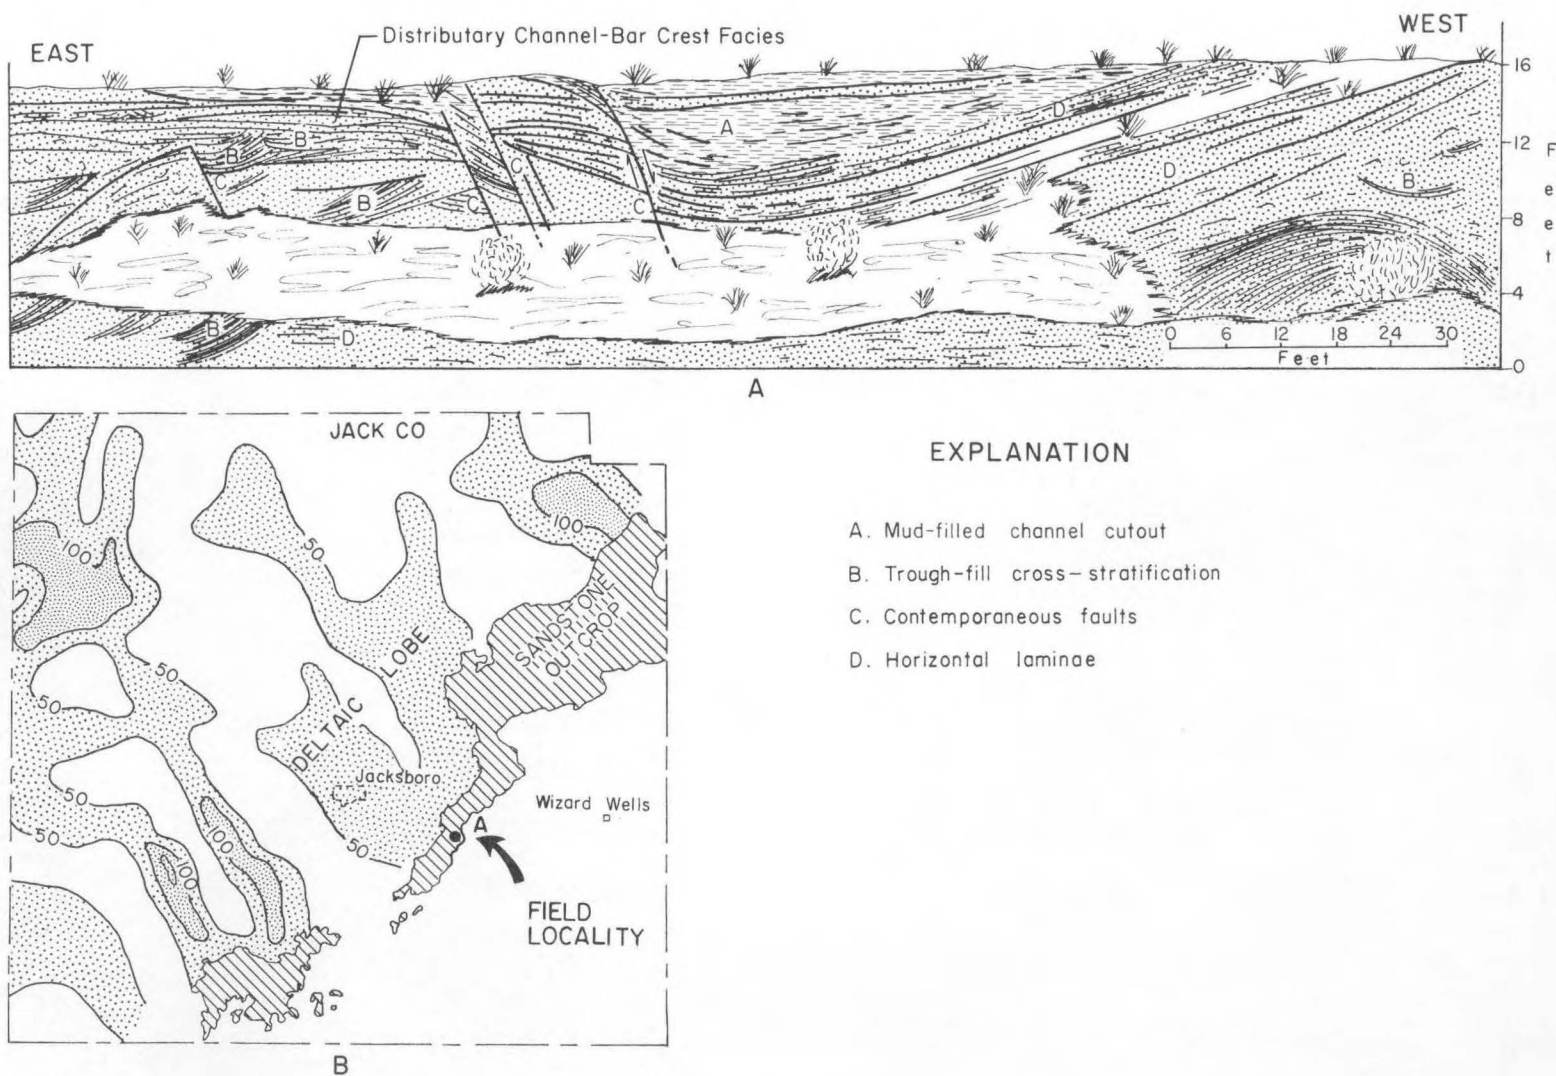 EAST
Distributary Channel-Bar Crest Facies
WEST
16
12
8
4
0
Feet
A
B
B
B
C
C
C
C
B
D
D
D
B
B
0 6 12 18 24 30
Feet
A
JACK CO
100
50
100
SANDSTONE
OUTCROP
LOBE
DELTAIC
50
50
Jacksboro
Wizard Wells
A
50
50
50
100
100
FIELD
LOCALITY
B
EXPLANATION
A. Mud-filled channel cutout
B. Trough-fill cross-stratification
C. Contemporaneous faults
D. Horizontal laminae